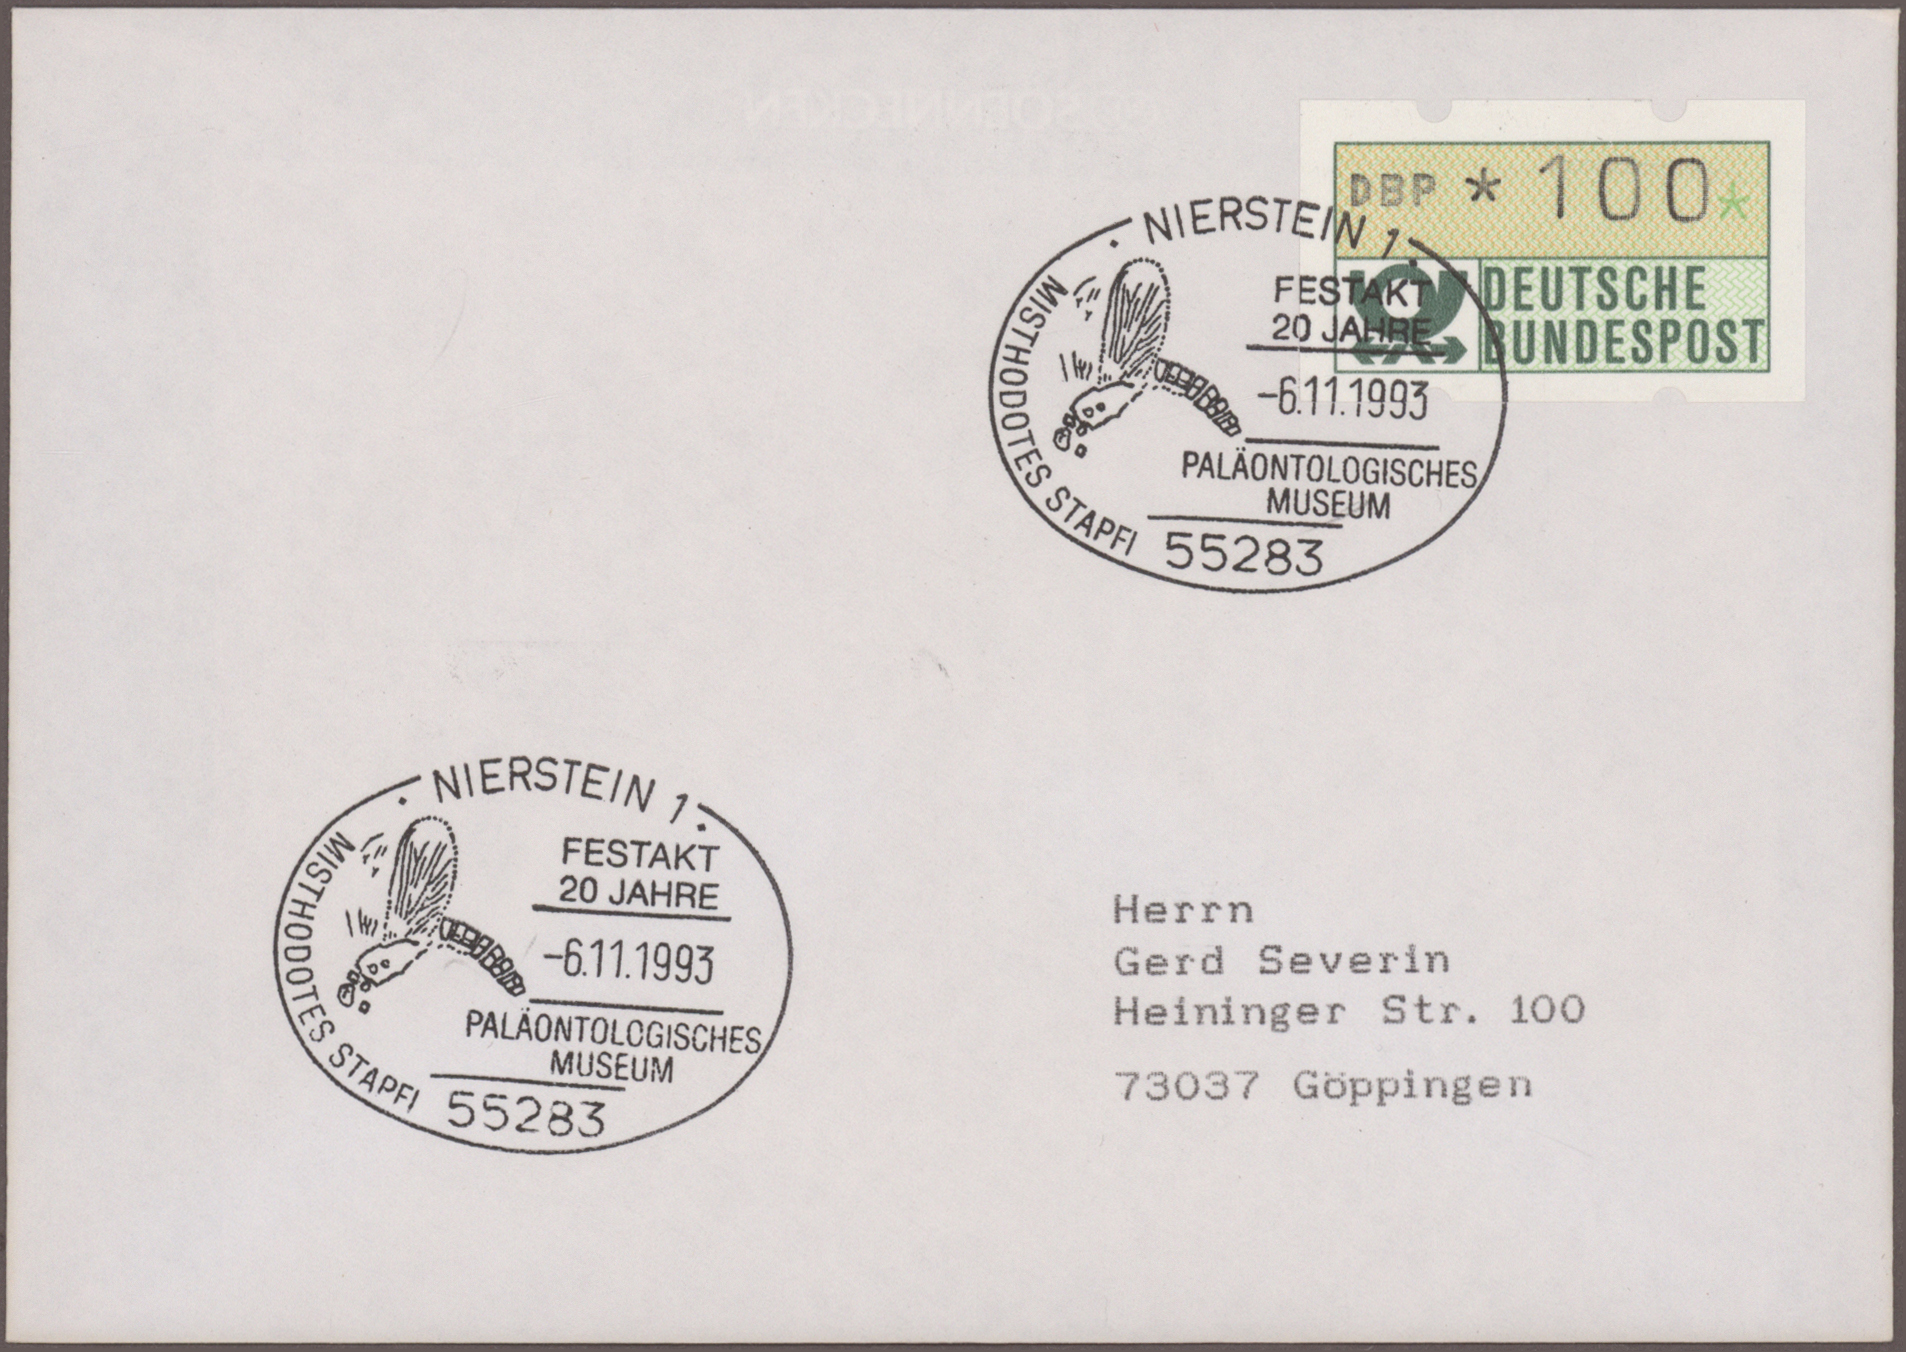 SOENNECKEN
DBP *100*
DEUTSCHE
BUNDESPOST
NIERSTEIN 1
FESTAKT
20 JAHRE
-6.11.1993
PALÄONTOLOGISCHES
MUSEUM
55283
MISTHODOTES STAPFI
NIERSTEIN 1
FESTAKT
20 JAHRE
-6.11.1993
PALÄONTOLOGISCHES
MUSEUM
55283
MISTHODOTES STAPFI
Herrn
Gerd Severin
Heininger Str. 100
73037 Göppingen